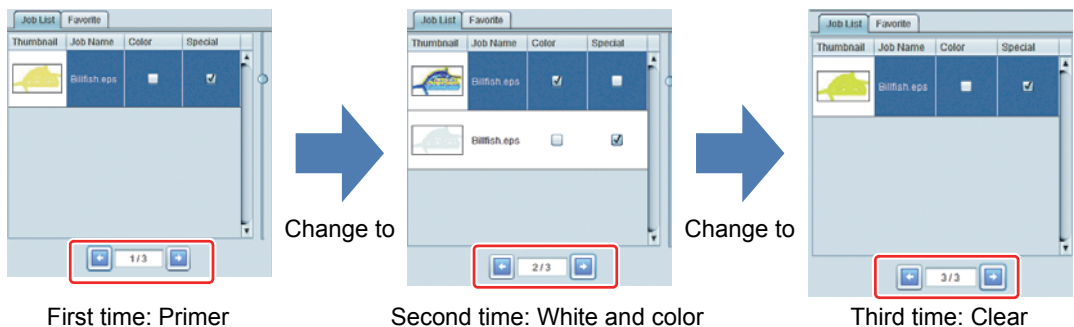 Job List Favorite
Thumbnail Job Name Color Special
Billfish.eps
1/3
First time: Primer
Change to
Job List Favorite
Thumbnail Job Name Color Special
Billfish.eps
Billfish.eps
2/3
Second time: White and color
Change to
Job List Favorite
Thumbnail Job Name Color Special
Billfish.eps
3/3
Third time: Clear